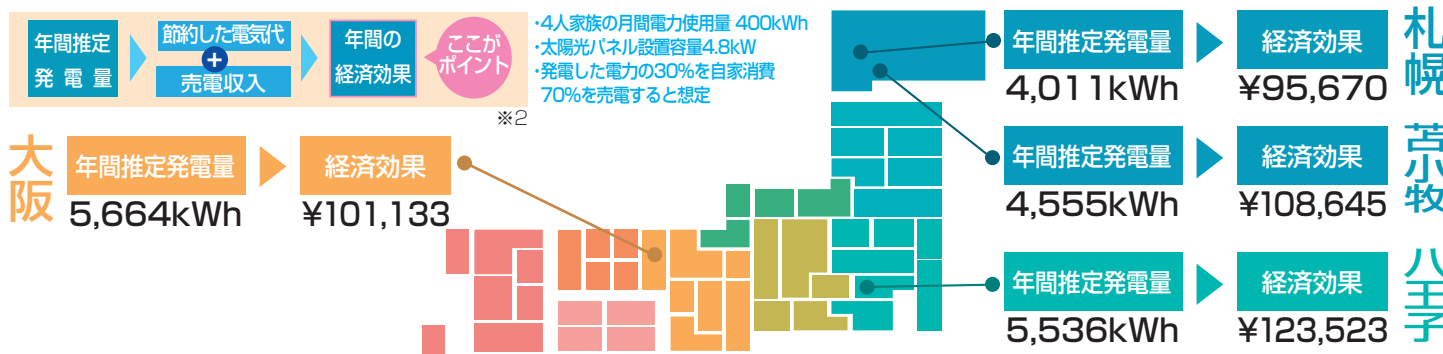 年間推定
発電量
節約した電気代
+
売電収入
年間の
経済効果
ここが
ポイント
・4人家族の月間電力使用量 400kWh
・太陽光パネル設置容量4.8kW
・発電した電力の30%を自家消費
70%を売電すると想定
※2
大阪
年間推定発電量
5,664kWh
経済効果
¥101,133
年間推定発電量
4,011kWh
経済効果
¥95,670
札幌
年間推定発電量
4,555kWh
経済効果
¥108,645
苫小牧
年間推定発電量
5,536kWh
経済効果
¥123,523
八王子